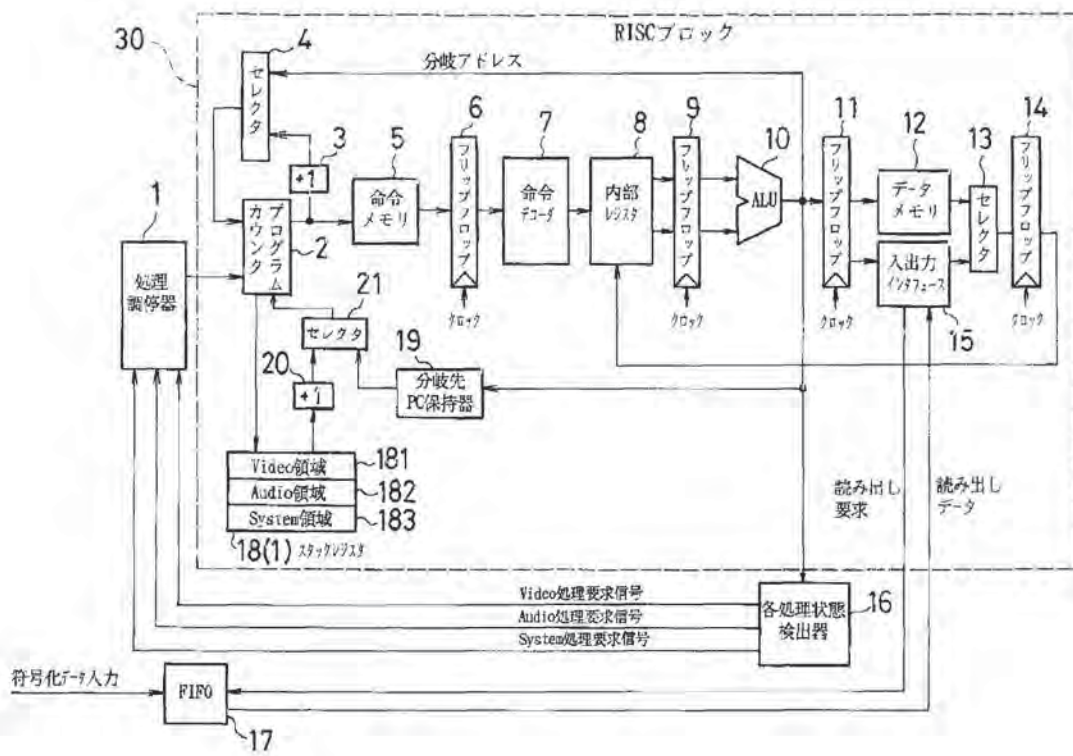 RISCブロック
30
4
セレクタ
分岐アドレス
3
+1
5
命令
メモリ
6
フリップフロップ
クロック
7
命令
デコーダ
8
内部
レジスタ
9
フリップフロップ
クロック
10
ALU
11
フリップフロップ
クロック
12
データ
メモリ
13
セレクタ
14
フリップフロップ
クロック
入出力
インタフェース
15
1
処理
調停器
プログラム
カウンタ
2
21
セレクタ
20
+1
19
分岐先
PC保持器
Video領域
181
Audio領域
182
System領域
183
18(1)
スタックレジスタ
読み出し
要求
読み出し
データ
Video処理要求信号
Audio処理要求信号
System処理要求信号
各処理状態
検出器
16
符号化データ入力
FIFO
17